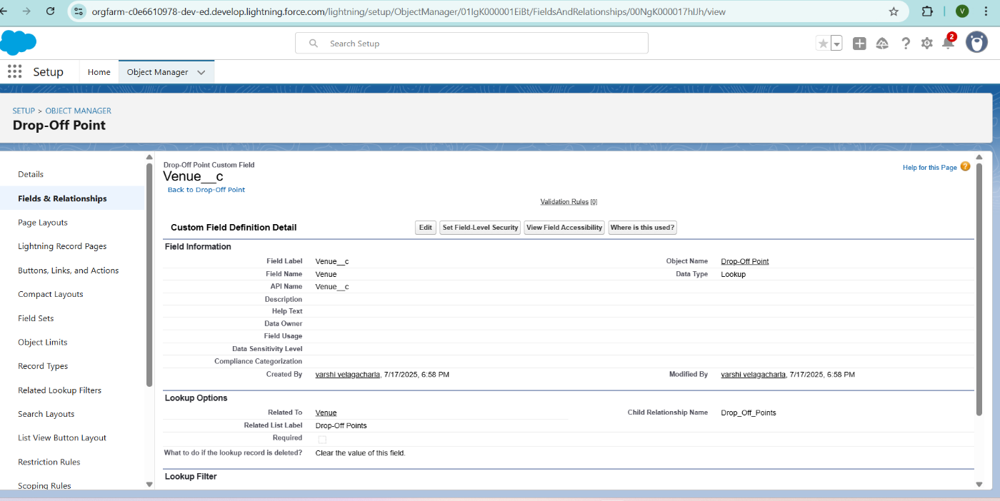 orgfarm-c0e6610978-dev-ed.develop.lightning.force.com/lightning/setup/ObjectManager/01IgK000001EiBt/FieldsAndRelationships/00NgK000017hIJh/view
V
Search Setup
2
Setup
Home
Object Manager
SETUP > OBJECT MANAGER
Drop-Off Point
Details
Fields & Relationships
Page Layouts
Lightning Record Pages
Buttons, Links, and Actions
Compact Layouts
Field Sets
Object Limits
Record Types
Related Lookup Filters
Search Layouts
List View Button Layout
Restriction Rules
Scoping Rules
Drop-Off Point Custom Field
Venue__c
Back to Drop-Off Point
Help for this Page ?
Validation Rules [0]
Custom Field Definition Detail Edit Set Field-Level Security View Field Accessibility Where is this used?
Field Information
Field Label Venue__c Object Name Drop-Off Point
Field Name Venue Data Type Lookup
API Name Venue__c
Description
Help Text
Data Owner
Field Usage
Data Sensitivity Level
Compliance Categorization
Created By varshi velagacharla, 7/17/2025, 6:58 PM Modified By varshi velagacharla, 7/17/2025, 6:58 PM
Lookup Options
Related To Venue Child Relationship Name Drop_Off_Points
Related List Label Drop-Off Points
Required
What to do if the lookup record is deleted? Clear the value of this field.
Lookup Filter